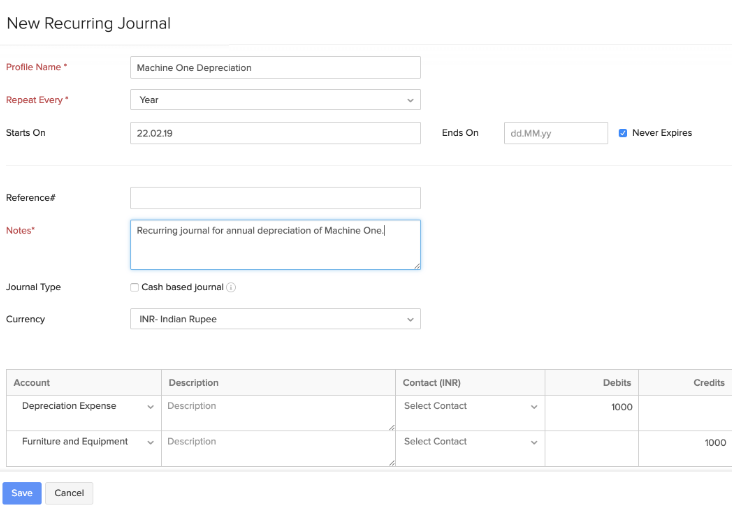 New Recurring Journal
Profile Name * Machine One Depreciation
Repeat Every * Year
Starts On 22.02.19 Ends On dd.MM.yy Never Expires
Reference#
Notes* Recurring journal for annual depreciation of Machine One.
Journal Type Cash based journal
Currency INR- Indian Rupee
Account Description Contact (INR) Debits Credits
Depreciation Expense Description Select Contact 1000
Furniture and Equipment Description Select Contact 1000
Save Cancel